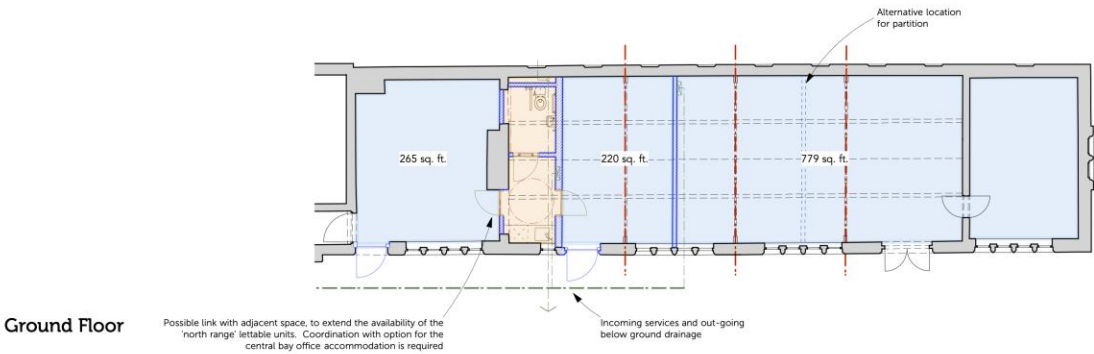 Alternative location
for partition
265 sq. ft.
220 sq. ft.
779 sq. ft.
Ground Floor
Possible link with adjacent space, to extend the availability of the
'north range' lettable units. Coordination with option for the
central bay office accommodation is required
Incoming services and out-going
below ground drainage